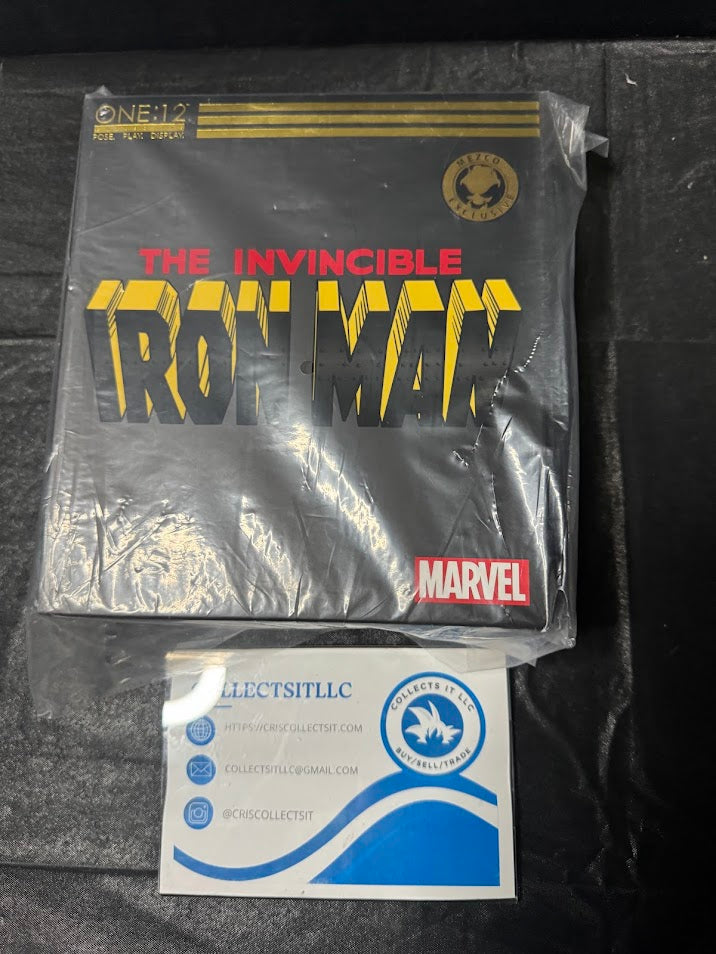 ONE:12
POSE. PLAY. DISPLAY.
MEZCO
EXCLUSIVE
THE INVINCIBLE
IRON MAN
MARVEL
LLECTSITLLC
COLLECTS IT LLC
BUY/SELL/TRADE
HTTPS://CRISCOLLECTSIT.COM
COLLECTSITLLC@GMAIL.COM
@CRISCOLLECTSIT